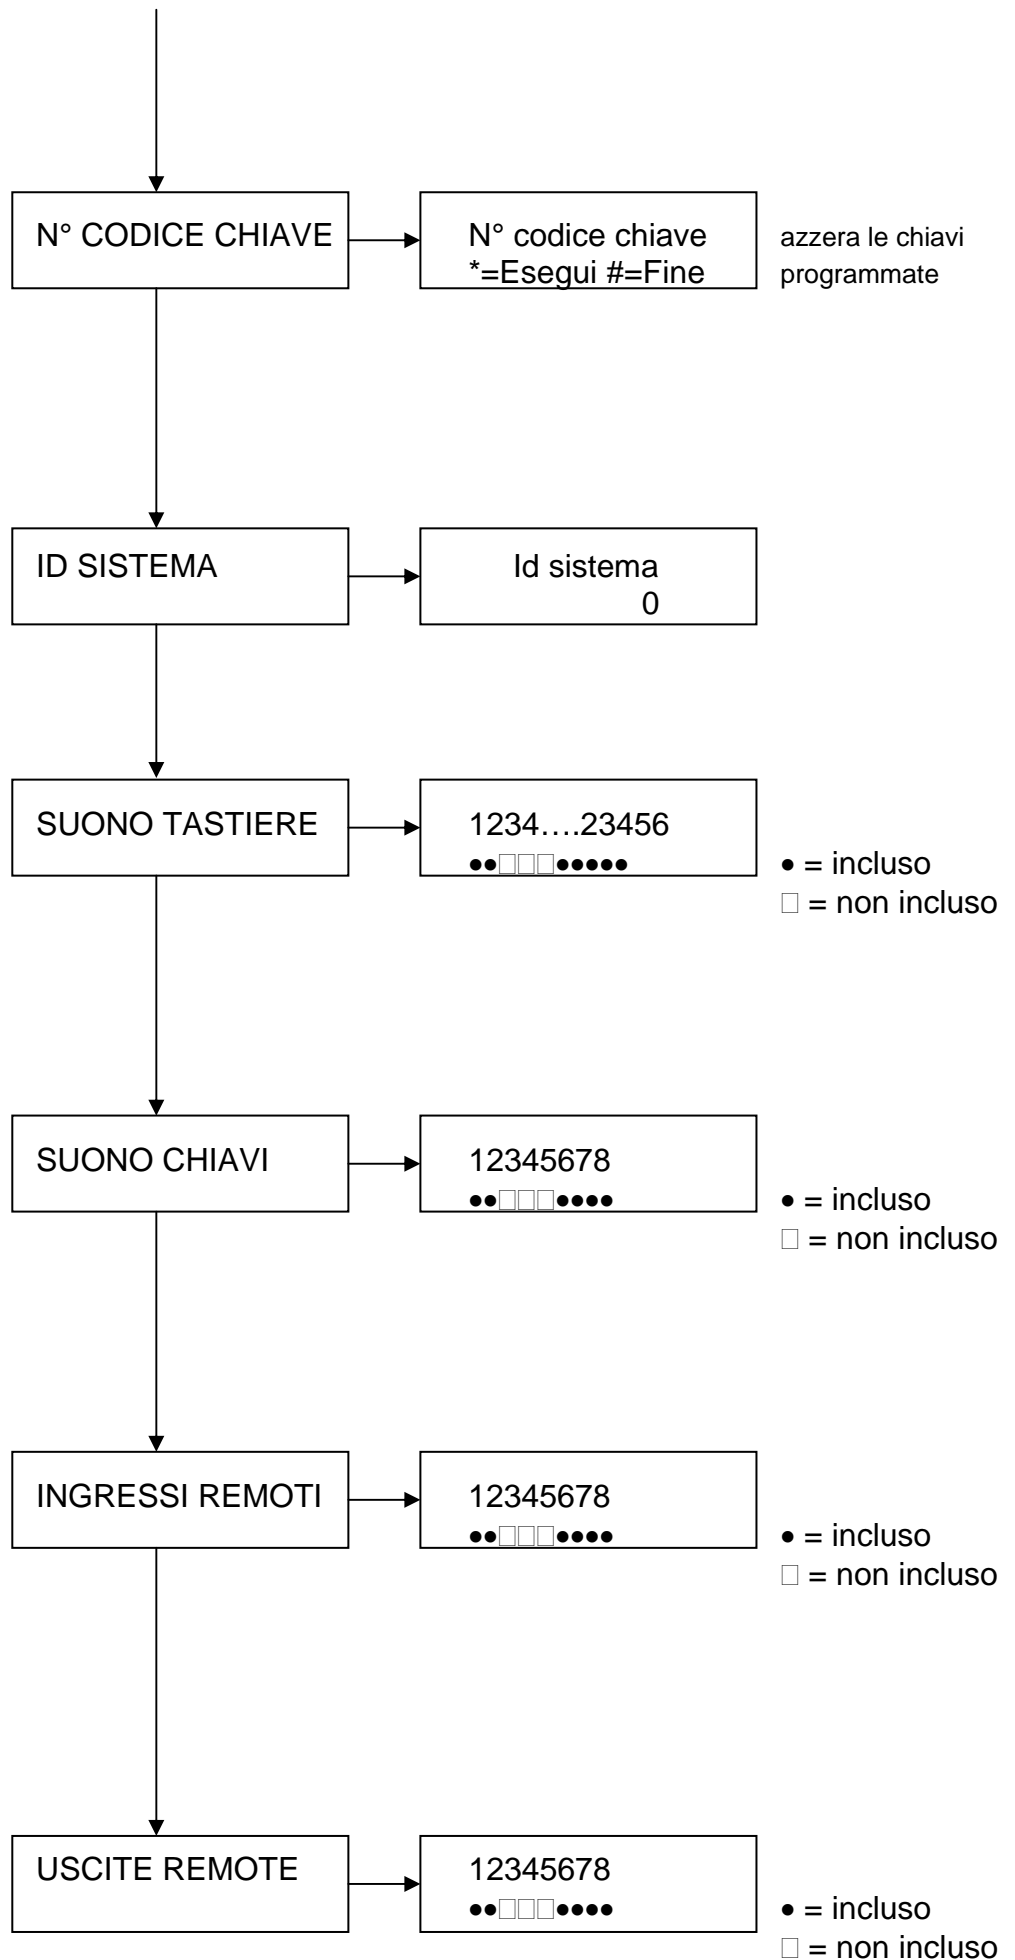 N° CODICE CHIAVE
N° codice chiave
*=Esegui #=Fine
azzera le chiavi
programmate
ID SISTEMA
Id sistema
0
SUONO TASTIERE
1234….23456
●●□□□●●●●●
● = incluso
□ = non incluso
SUONO CHIAVI
12345678
●●□□□●●●●
● = incluso
□ = non incluso
INGRESSI REMOTI
12345678
●●□□□●●●●
● = incluso
□ = non incluso
USCITE REMOTE
12345678
●●□□□●●●●
● = incluso
□ = non incluso